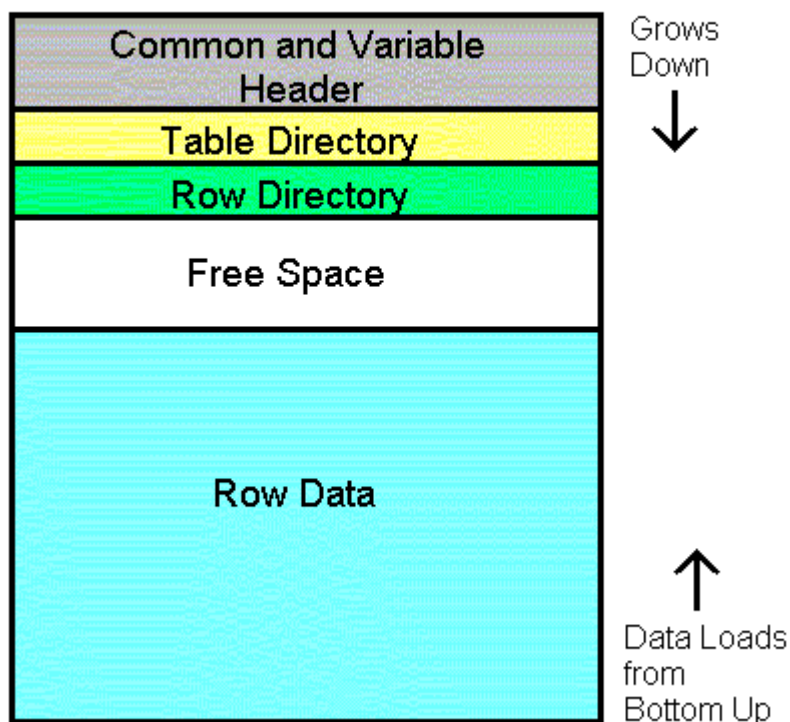 Common and Variable
Header
Grows
Down
Table Directory
Row Directory
Free Space
Row Data
Data Loads
from
Bottom Up